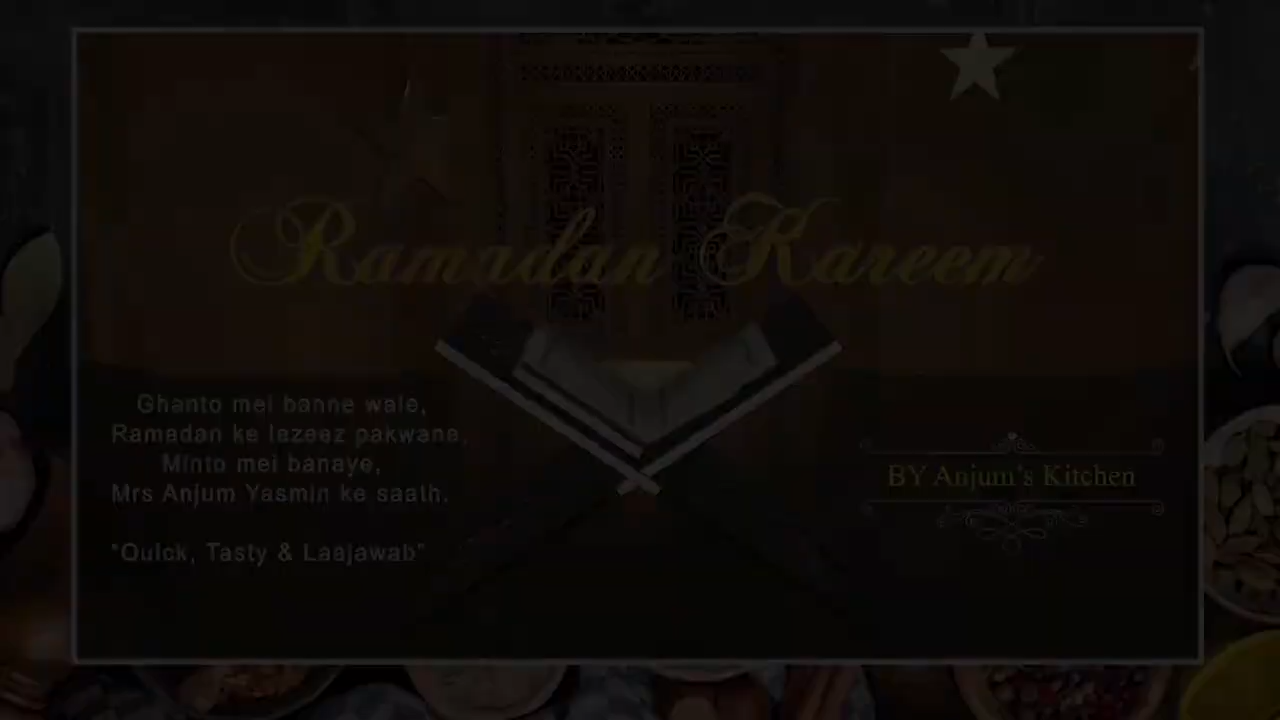 Ramadan Kareem
Ghanto mei banne wale,
Ramadan ke lazeez pakwane,
Minto mei banaye,
Mrs Anjum Yasmin ke saath.
"Quick, Tasty & Laajawab"
BY Anjum's Kitchen